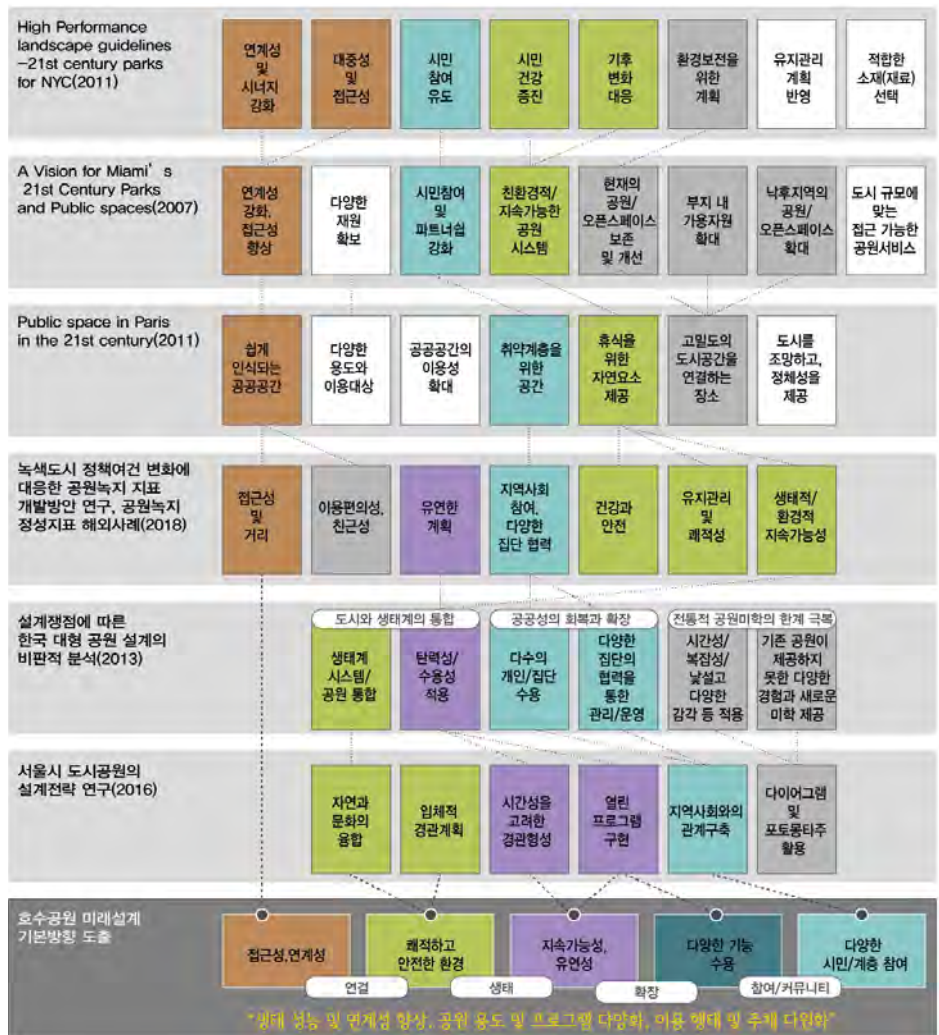 High Performance
landscape guidelines
-21st century parks
for NYC(2011)
연계성
및
시너지
강화
대중성
및
접근성
시민
참여
유도
시민
건강
증진
기후
변화
대응
환경보전을
위한
계획
유지관리
계획
반영
적합한
소재(재료)
선택
A Vision for Miami's
21st Century Parks
and Public spaces(2007)
연계성
강화,
접근성
향상
다양한
재원
확보
시민참여
및
파트너쉽
강화
친환경적/
지속가능한
공원
시스템
현재의
공원/
오픈스페이스
보존
및 개선
부지 내
가용자원
확대
낙후지역의
공원/
오픈스페이스
확대
도시 규모에
맞는
접근 가능한
공원서비스
Public space in Paris
in the 21st century(2011)
쉽게
인식되는
공공공간
다양한
용도와
이용대상
공공공간의
이용성
확대
취약계층을
위한
공간
휴식을
위한
자연요소
제공
고밀도의
도시공간을
연결하는
장소
도시를
조망하고,
정체성을
제공
녹색도시 정책여건 변화에
대응한 공원녹지 지표
개발방안 연구, 공원녹지
정성지표 해외사례(2018)
접근성
및
거리
이용편의성,
친근성
유연한
계획
지역사회
참여,
다양한
집단 협력
건강과
안전
유지관리
및
쾌적성
생태적/
환경적
지속가능성
설계쟁점에 따른
한국 대형 공원 설계의
비판적 분석(2013)
도시와 생태계의 통합
공공성의 회복과 확장
전통적 공원미학의 한계 극복
생태계
시스템/
공원 통합
탄력성/
수용성
적용
다수의
개인/집단
수용
다양한
집단의
협력을
통한
관리/운영
시간성/
복잡성/
낯설고
다양한
감각 등 적용
기존 공원이
제공하지
못한 다양한
경험과 새로운
미학 제공
서울시 도시공원의
설계전략 연구(2016)
자연과
문화의
융합
입체적
경관계획
시간성을
고려한
경관형성
열린
프로그램
구현
지역사회와의
관계구축
다이어그램
및
포토몽타주
활용
호수공원 미래설계
기본방향 도출
접근성,연계성
쾌적하고
안전한 환경
지속가능성,
유연성
다양한 기능
수용
다양한
시민/계층 참여
연결
생태
확장
참여/커뮤니티
"생태 성능 및 연계성 향상, 공원 용도 및 프로그램 다양화, 이용 행태 및 주체 다원화"